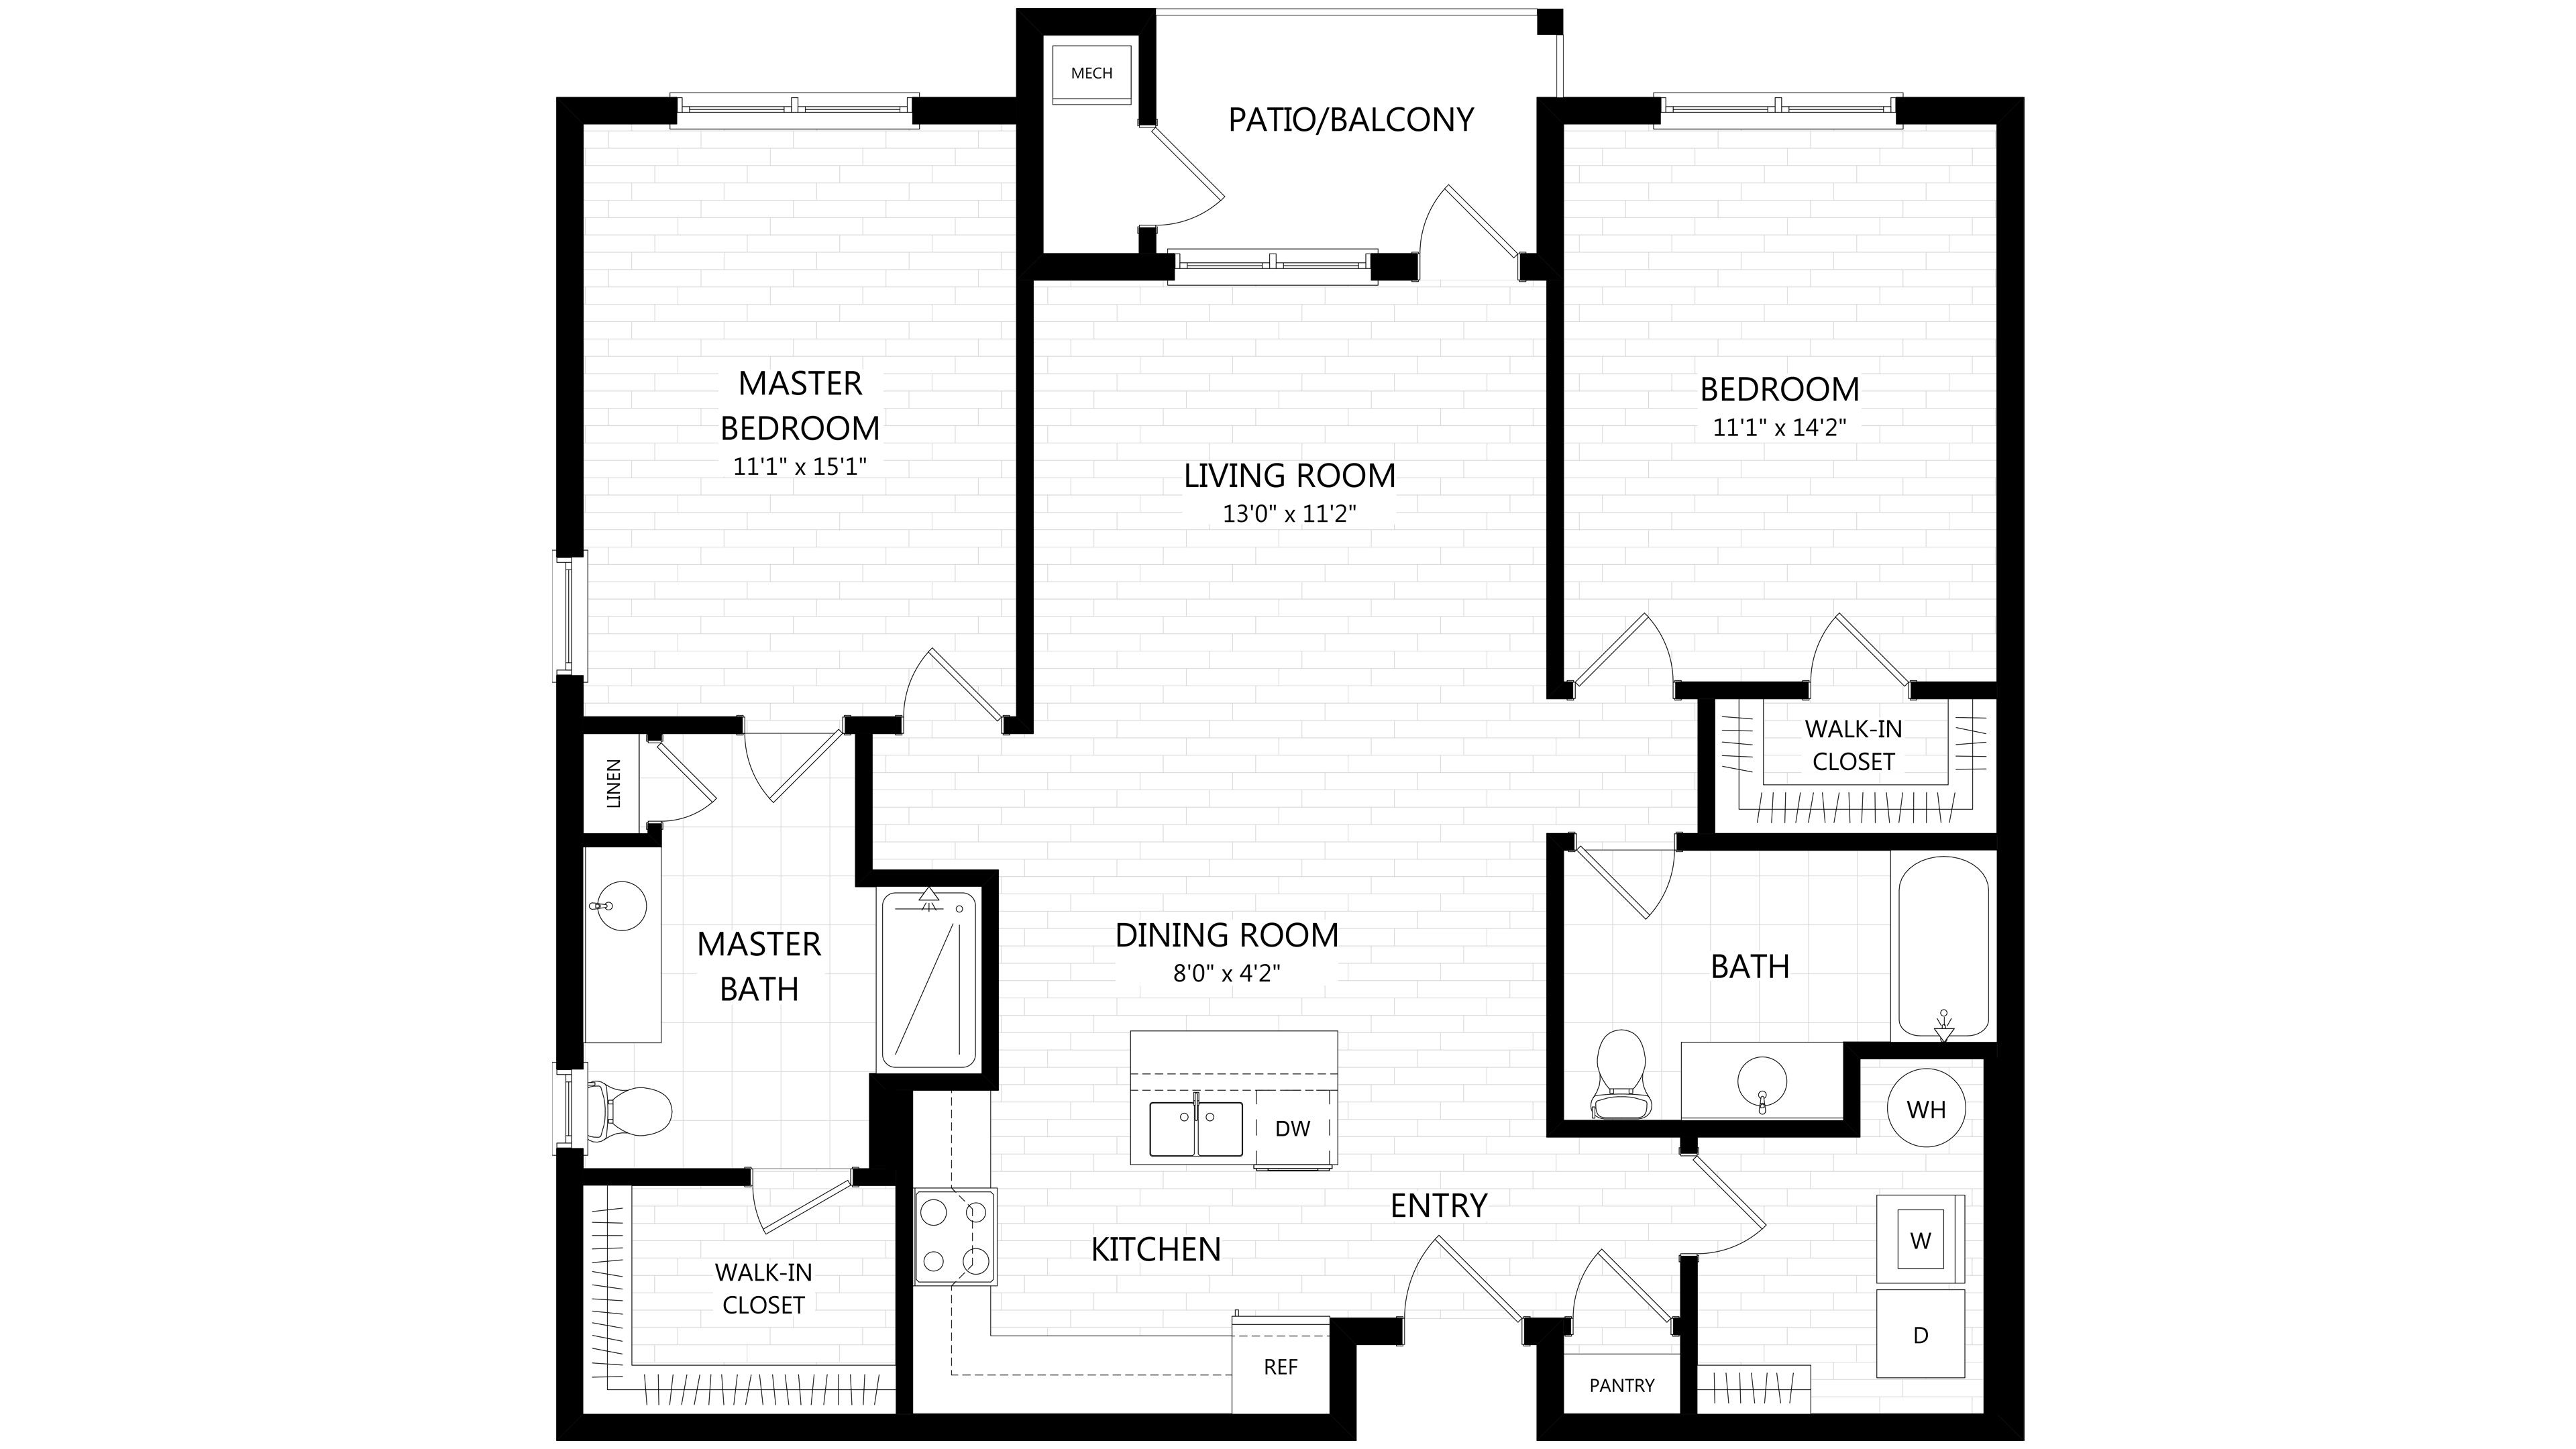 MECH
PATIO/BALCONY
MASTER
BEDROOM
11'1" x 15'1"
BEDROOM
11'1" x 14'2"
LIVING ROOM
13'0" x 11'2"
WALK-IN
CLOSET
LINEN
MASTER
BATH
DINING ROOM
8'0" x 4'2"
BATH
DW
WH
ENTRY
KITCHEN
W
WALK-IN
CLOSET
D
REF
PANTRY